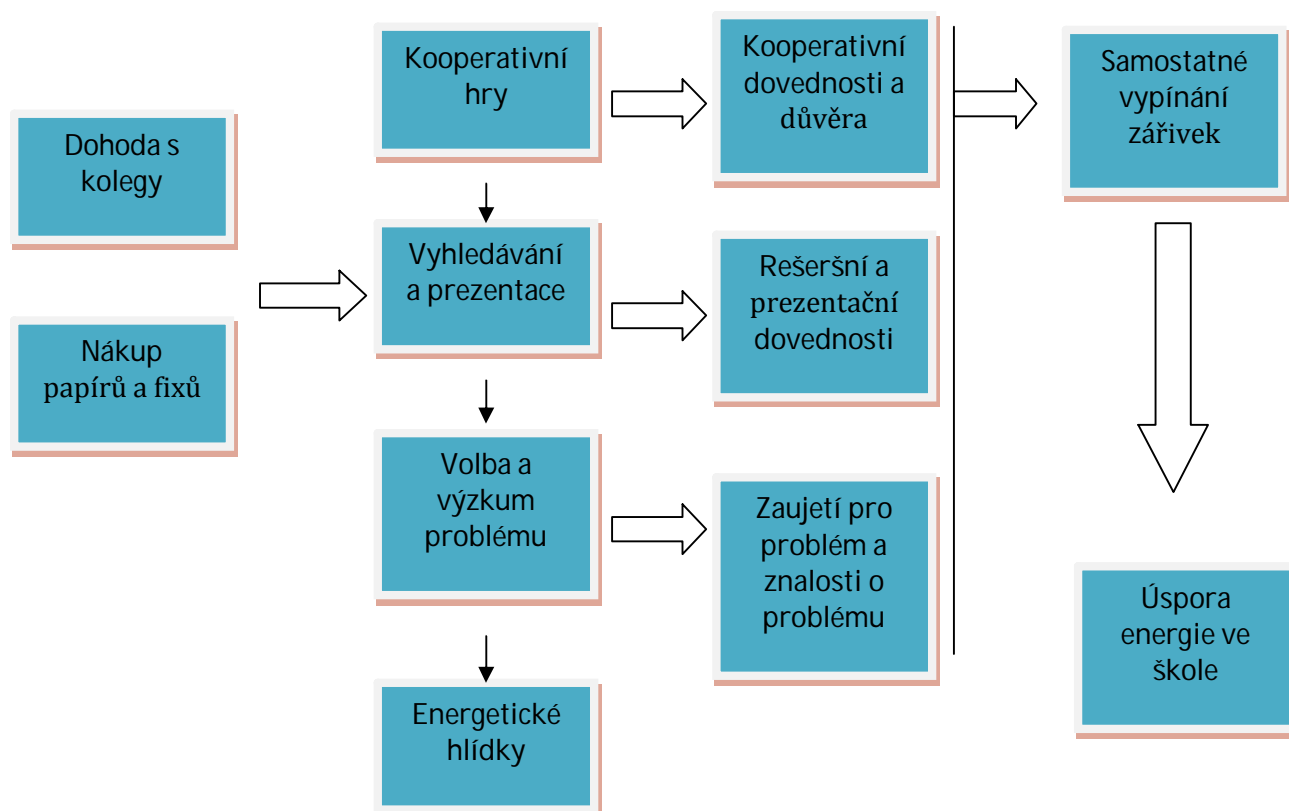 Dohoda s
kolegy
Nákup
papírů a fixů
Kooperativní
hry
Vyhledávání
a prezentace
Volba a
výzkum
problému
Energetické
hlídky
Kooperativní
dovednosti a
důvěra
Rešeršní a
prezentační
dovednosti
Zaujetí pro
problém a
znalosti o
problému
Samostatné
vypínání
zářivek
Úspora
energie ve
škole